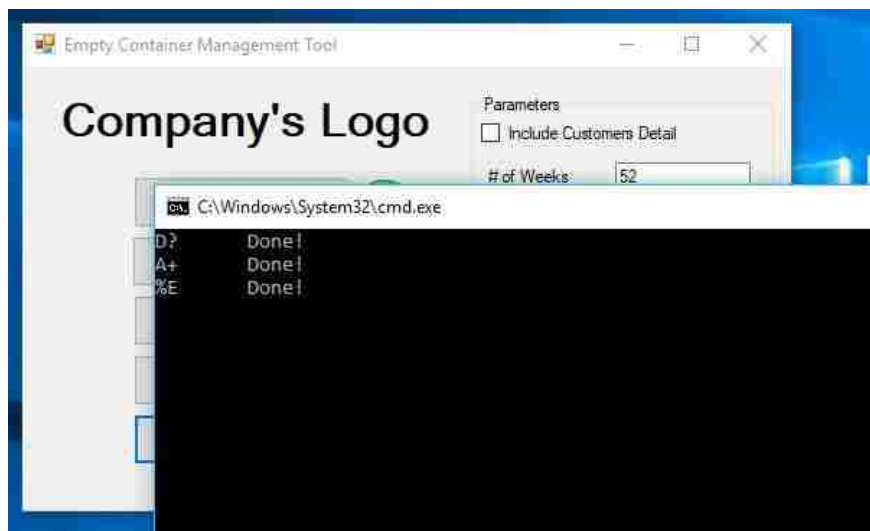 Empty Container Management Tool
Company's Logo
Parameters
Include Customers Detail
# of Weeks 52
C:\Windows\System32\cmd.exe
D? Done!
A+ Done!
%E Done!